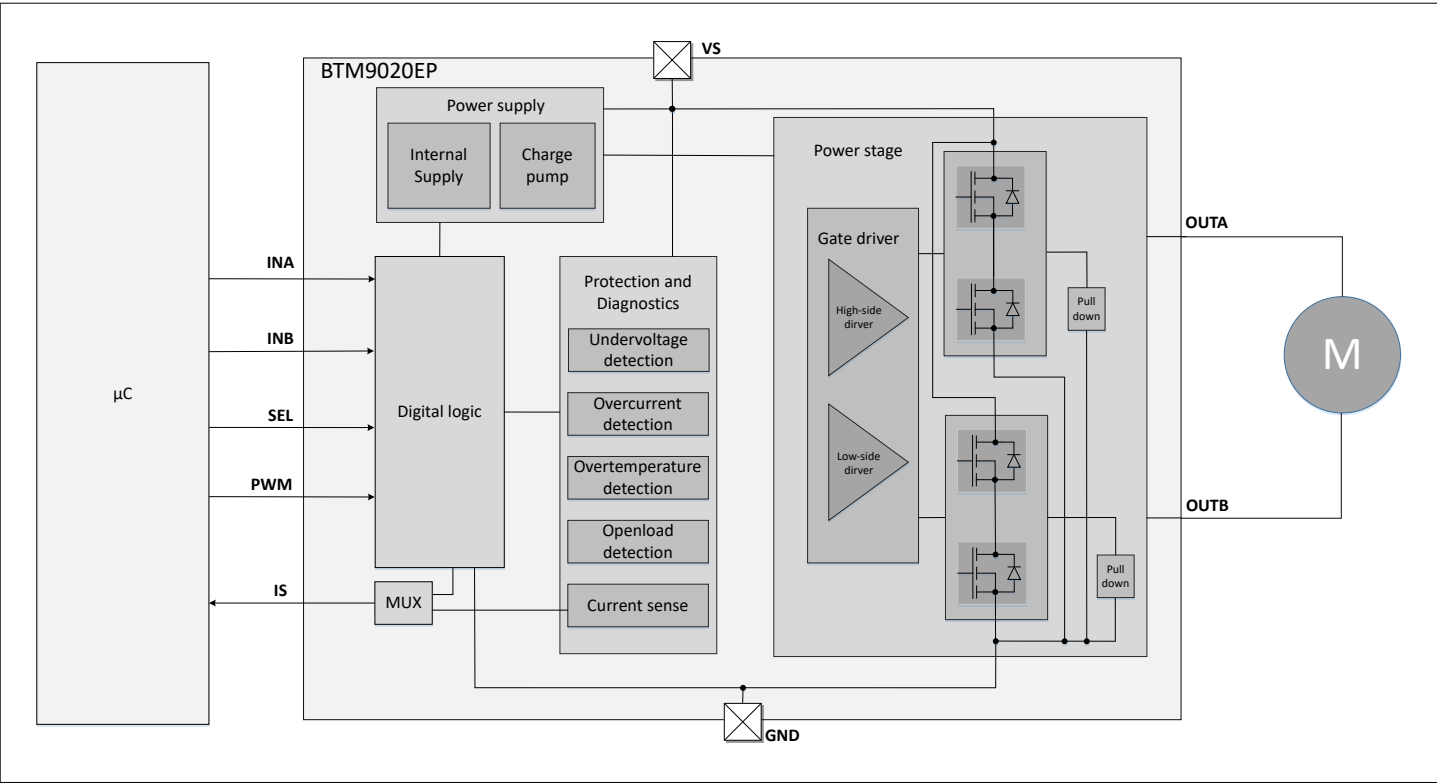 VS
BTM9020EP
Power supply
Internal
Supply
Charge
pump
Power stage
OUTA
Gate driver
INA
Protection and
Diagnostics
High-side
dirver
Pull
down
Undervoltage
detection
INB
M
µC
Digital logic
Overcurrent
detection
SEL
Overtemperature
detection
Low-side
dirver
PWM
OUTB
Openload
detection
Pull
down
IS
MUX
Current sense
GND